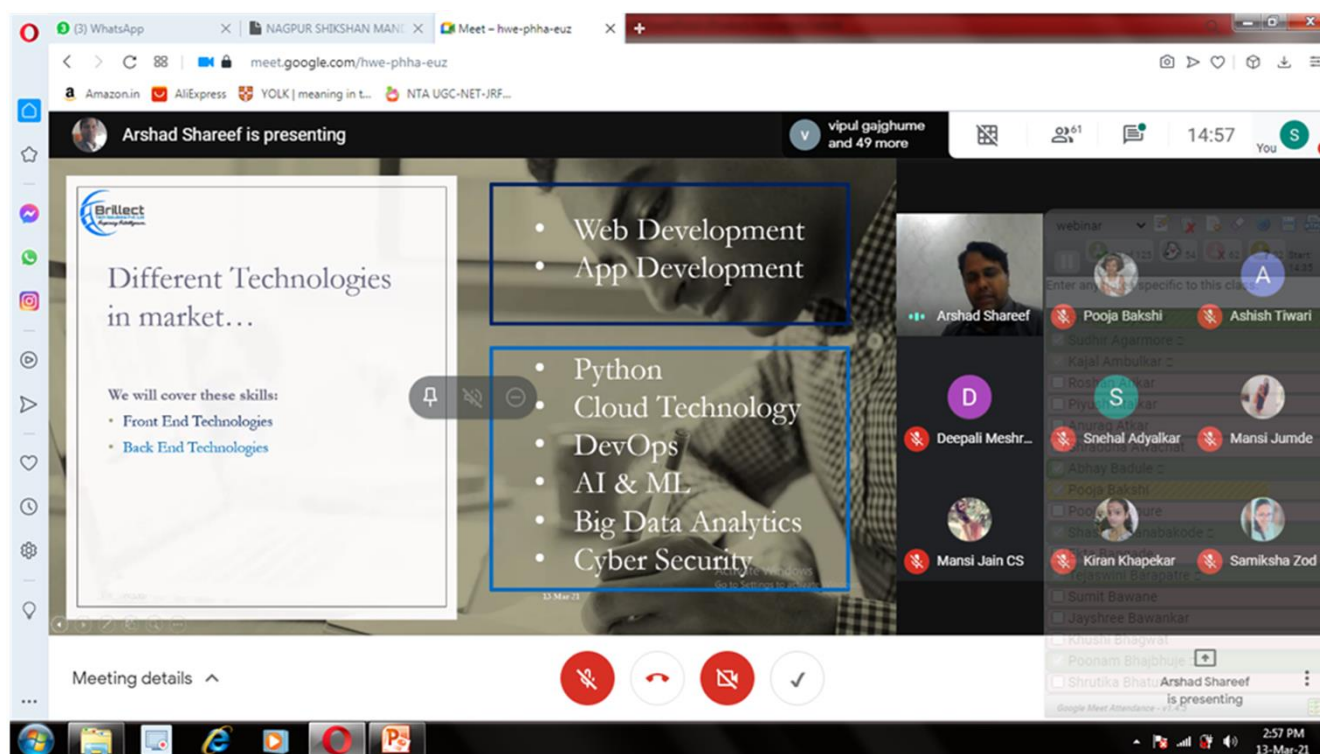 (3) WhatsApp
NAGPUR SHIKSHAN MAND
Meet – hwe-phha-euz
meet.google.com/hwe-phha-euz
Amazon.in
AliExpress
YOLK | meaning in t...
NTA UGC-NET-JRF...
Arshad Shareef is presenting
vipul gajghume
and 49 more
61
14:57
You
S
Brillect
Different Technologies
in market…
We will cover these skills:
• Front End Technologies
• Back End Technologies
• Web Development
• App Development
• Python
• Cloud Technology
• DevOps
• AI & ML
• Big Data Analytics
• Cyber Security
Activate Windows
13-Mar-21
webinar
Arshad Shareef
Pooja Bakshi
A
Ashish Tiwari
Sudhir Agarmore
Kajal Ambulkar
D
Deepali Meshr...
S
Snehal Adyalkar
Mansi Jumde
Abhay Badule
Pooja Bakshi
Mansi Jain CS
Kiran Khapekar
Samiksha Zod
Sumit Bawane
Jayshree Bawankar
Khushi Bhagwat
Poonam Bhajbhuje
Shrutika
Arshad Shareef
is presenting
Google Meet Attendance
Meeting details
2:57 PM
13-Mar-21